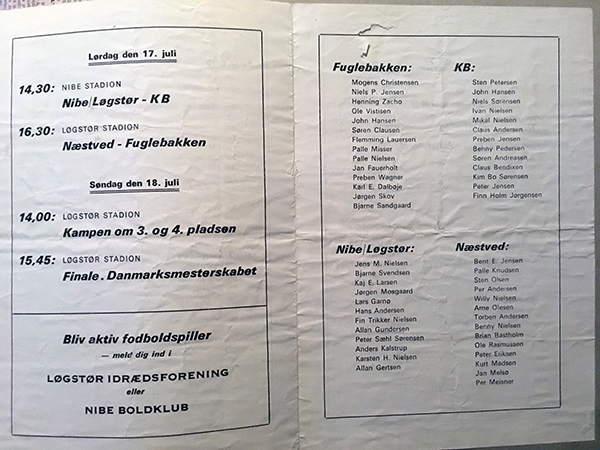 Lørdag den 17. juli
14,30: NIBE STADION
Nibe/Løgstør - KB
16,30: LØGSTØR STADION
Næstved - Fuglebakken
Søndag den 18. juli
14,00: LØGSTØR STADION
Kampen om 3. og 4. pladsen
15,45: LØGSTØR STADION
Finale. Danmarksmesterskabet
Bliv aktiv fodboldspiller
— meld dig ind i
LØGSTØR IDRÆDSFORENING
eller
NIBE BOLDKLUB
Fuglebakken:
Mogens Christensen
Niels P. Jensen
Henning Zacho
Ole Vistisen
John Hansen
Søren Clausen
Flemming Lauersen
Palle Misser
Palle Nielsen
Jan Fauerholt
Preben Wagner
Karl E. Dalbøje
Jørgen Skov
Bjarne Sandgaard
KB:
Sten Petersen
John Hansen
Niels Sørensen
Ivan Nielsen
Mikal Nielsen
Claus Andersen
Preben Jensen
Benny Pedersen
Søren Andreasen
Claus Bendixen
Kim Bo Sørensen
Peter Jensen
Finn Holm Jørgensen
Nibe/Løgstør:
Jens M. Nielsen
Bjarne Svendsen
Kaj E. Larsen
Jørgen Mosgaard
Lars Garno
Hans Andersen
Fin Trikker Nielsen
Allan Gundersen
Peter Sæhl Sørensen
Anders Kalstrup
Karsten H. Nielsen
Allan Gertsen
Næstved:
Bent E. Jensen
Palle Knudsen
Sten Olsen
Per Andersen
Willy Nielsen
Arne Olesen
Torben Andersen
Benny Nielsen
Brian Bastholm
Ole Rasmussen
Peter Eriksen
Kurt Madsen
Jan Melsø
Per Meisner